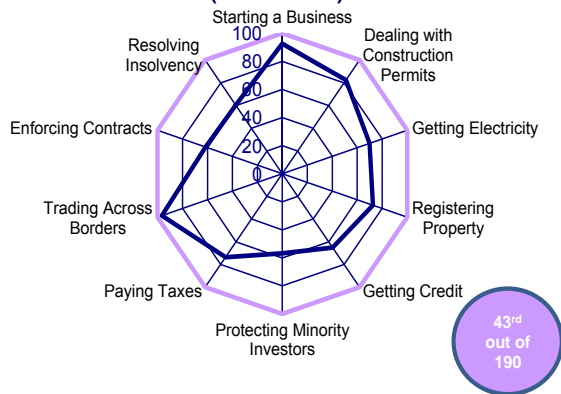 Starting a Business
Dealing with
Construction
Permits
Getting Electricity
Registering
Property
Getting Credit
Protecting Minority
Investors
Paying Taxes
Trading Across
Borders
Enforcing Contracts
Resolving
Insolvency
100
80
60
40
20
0
43rd
out of
190